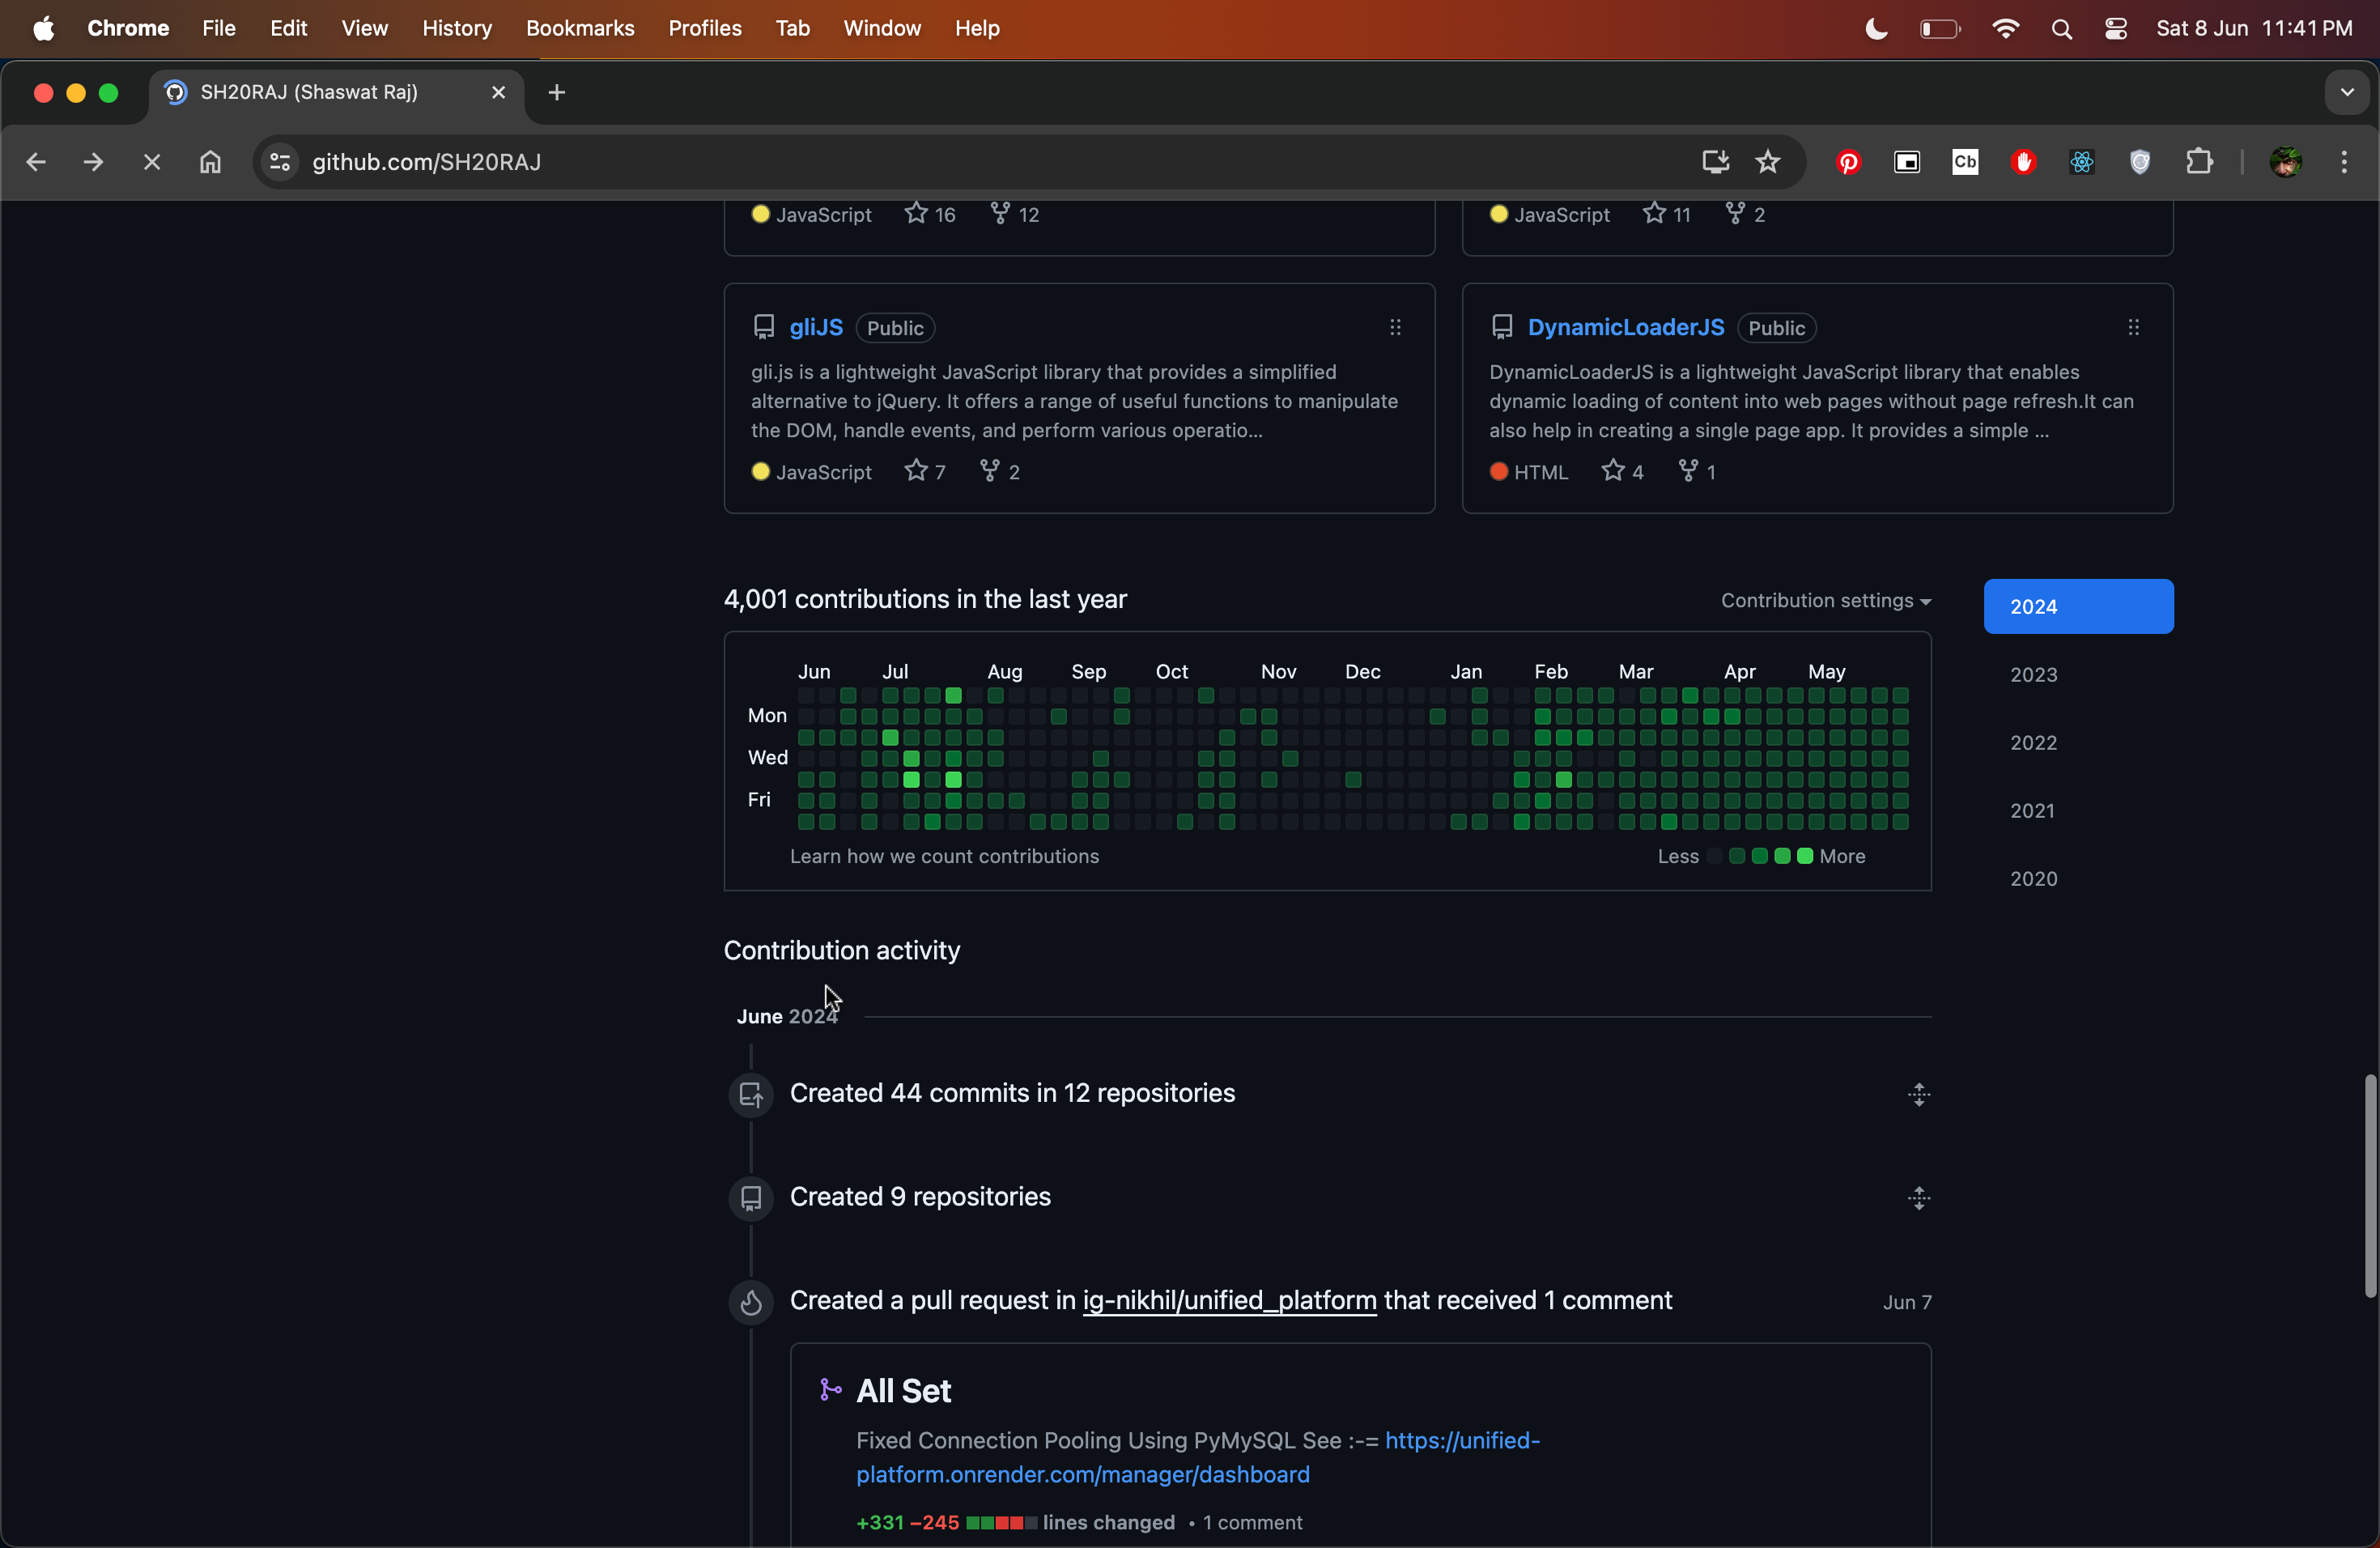 Chrome File Edit View History Bookmarks Profiles Tab Window Help Sat 8 Jun 11:41 PM
SH20RAJ (Shaswat Raj)
github.com/SH20RAJ
Cb
JavaScript 16 12
JavaScript 11 2
gliJS Public
gli.js is a lightweight JavaScript library that provides a simplified
alternative to jQuery. It offers a range of useful functions to manipulate
the DOM, handle events, and perform various operatio...
JavaScript 7 2
DynamicLoaderJS Public
DynamicLoaderJS is a lightweight JavaScript library that enables
dynamic loading of content into web pages without page refresh.It can
also help in creating a single page app. It provides a simple ...
HTML 4 1
4,001 contributions in the last year
Contribution settings
2024
2023
2022
2021
2020
Jun Jul Aug Sep Oct Nov Dec Jan Feb Mar Apr May
Mon
Wed
Fri
Learn how we count contributions
Less More
Contribution activity
June 2024
Created 44 commits in 12 repositories
Created 9 repositories
Created a pull request in ig-nikhil/unified_platform that received 1 comment Jun 7
All Set
Fixed Connection Pooling Using PyMySQL See :-= https://unified-
platform.onrender.com/manager/dashboard
+331 −245 lines changed • 1 comment